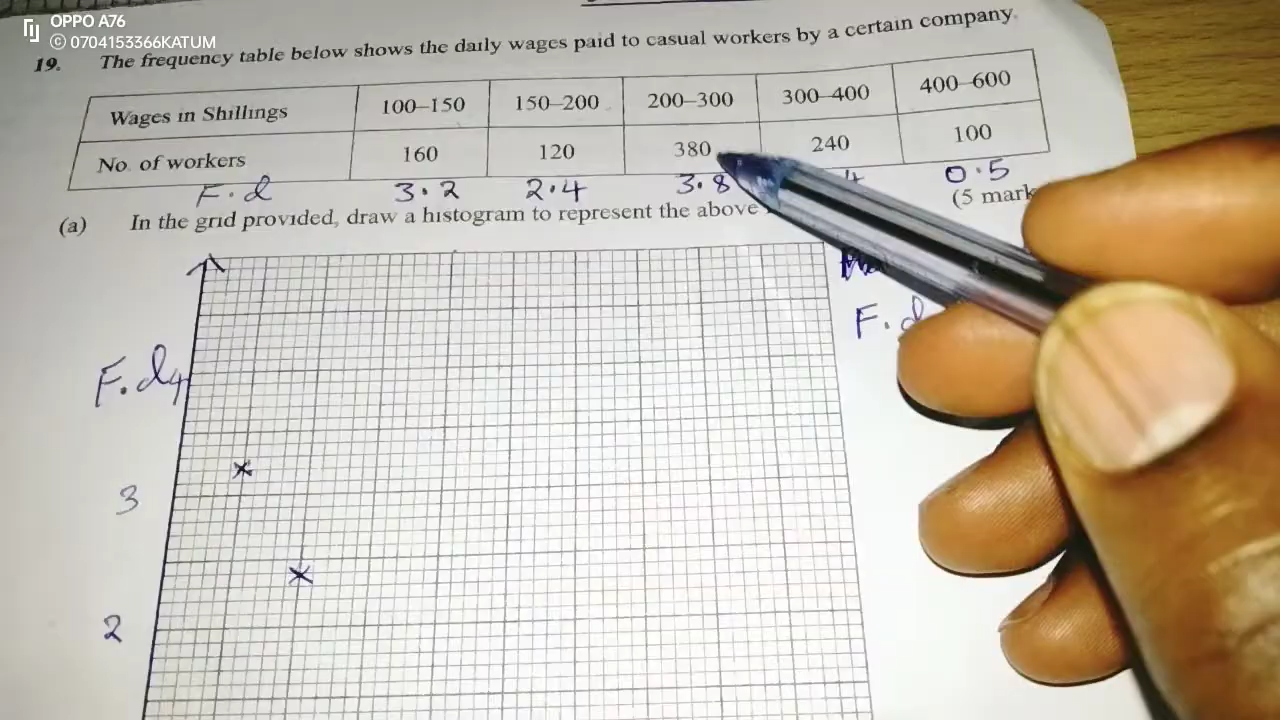 OPPO A76
© 0704153366KATUM
19. The frequency table below shows the daily wages paid to casual workers by a certain company.
Wages in Shillings 100–150 150–200 200–300 300–400 400–600
No. of workers 160 120 380 240 100
F.d 3.2 2.4 3.8 4 0.5
(a) In the grid provided, draw a histogram to represent the above (5 mark
F.d
F.d 4
3
2